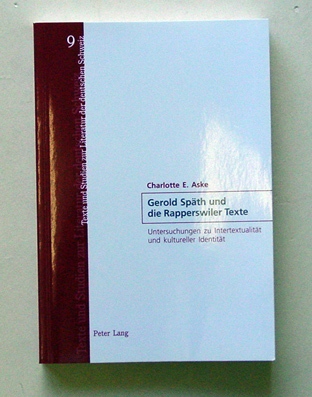 9
Texte und Studien zur Literatur der deutschen Schweiz
Charlotte E. Aske
Gerold Späth und
die Rapperswiler Texte
Untersuchungen zu Intertextualität
und kultureller Identität
Peter Lang